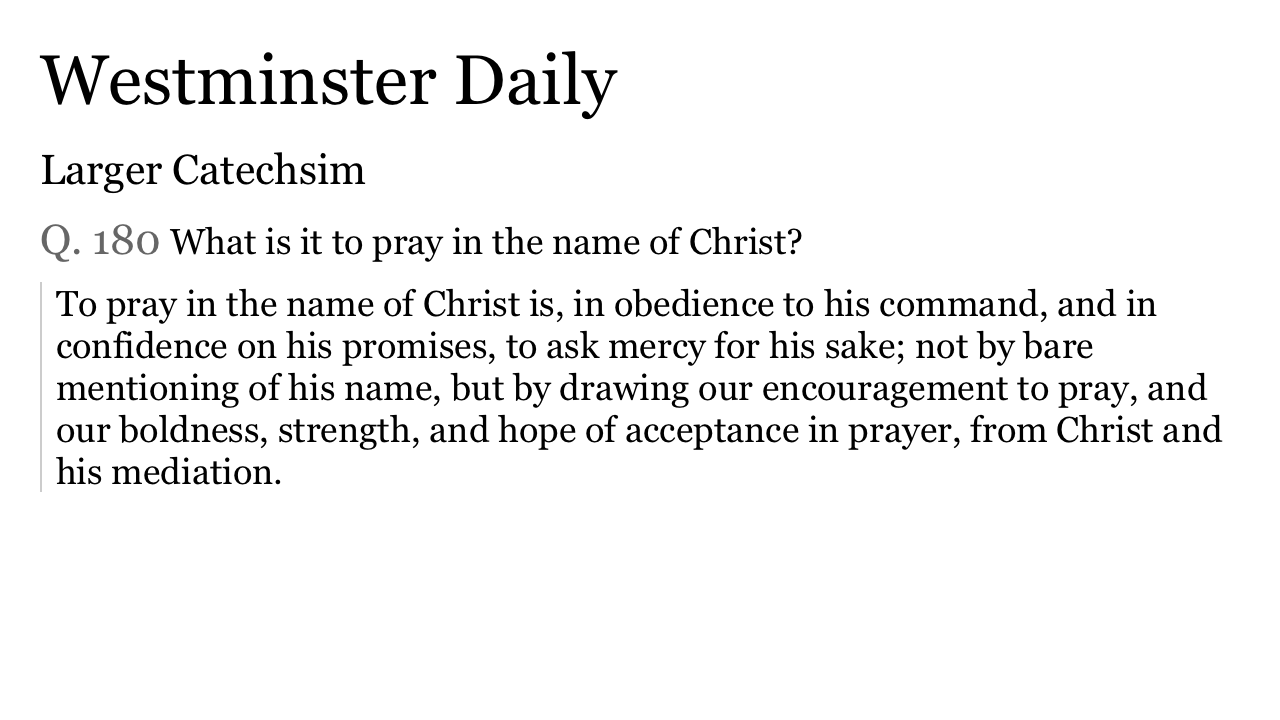 Westminster Daily
Larger Catechsim
Q. 180 What is it to pray in the name of Christ?
To pray in the name of Christ is, in obedience to his command, and in
confidence on his promises, to ask mercy for his sake; not by bare
mentioning of his name, but by drawing our encouragement to pray, and
our boldness, strength, and hope of acceptance in prayer, from Christ and
his mediation.